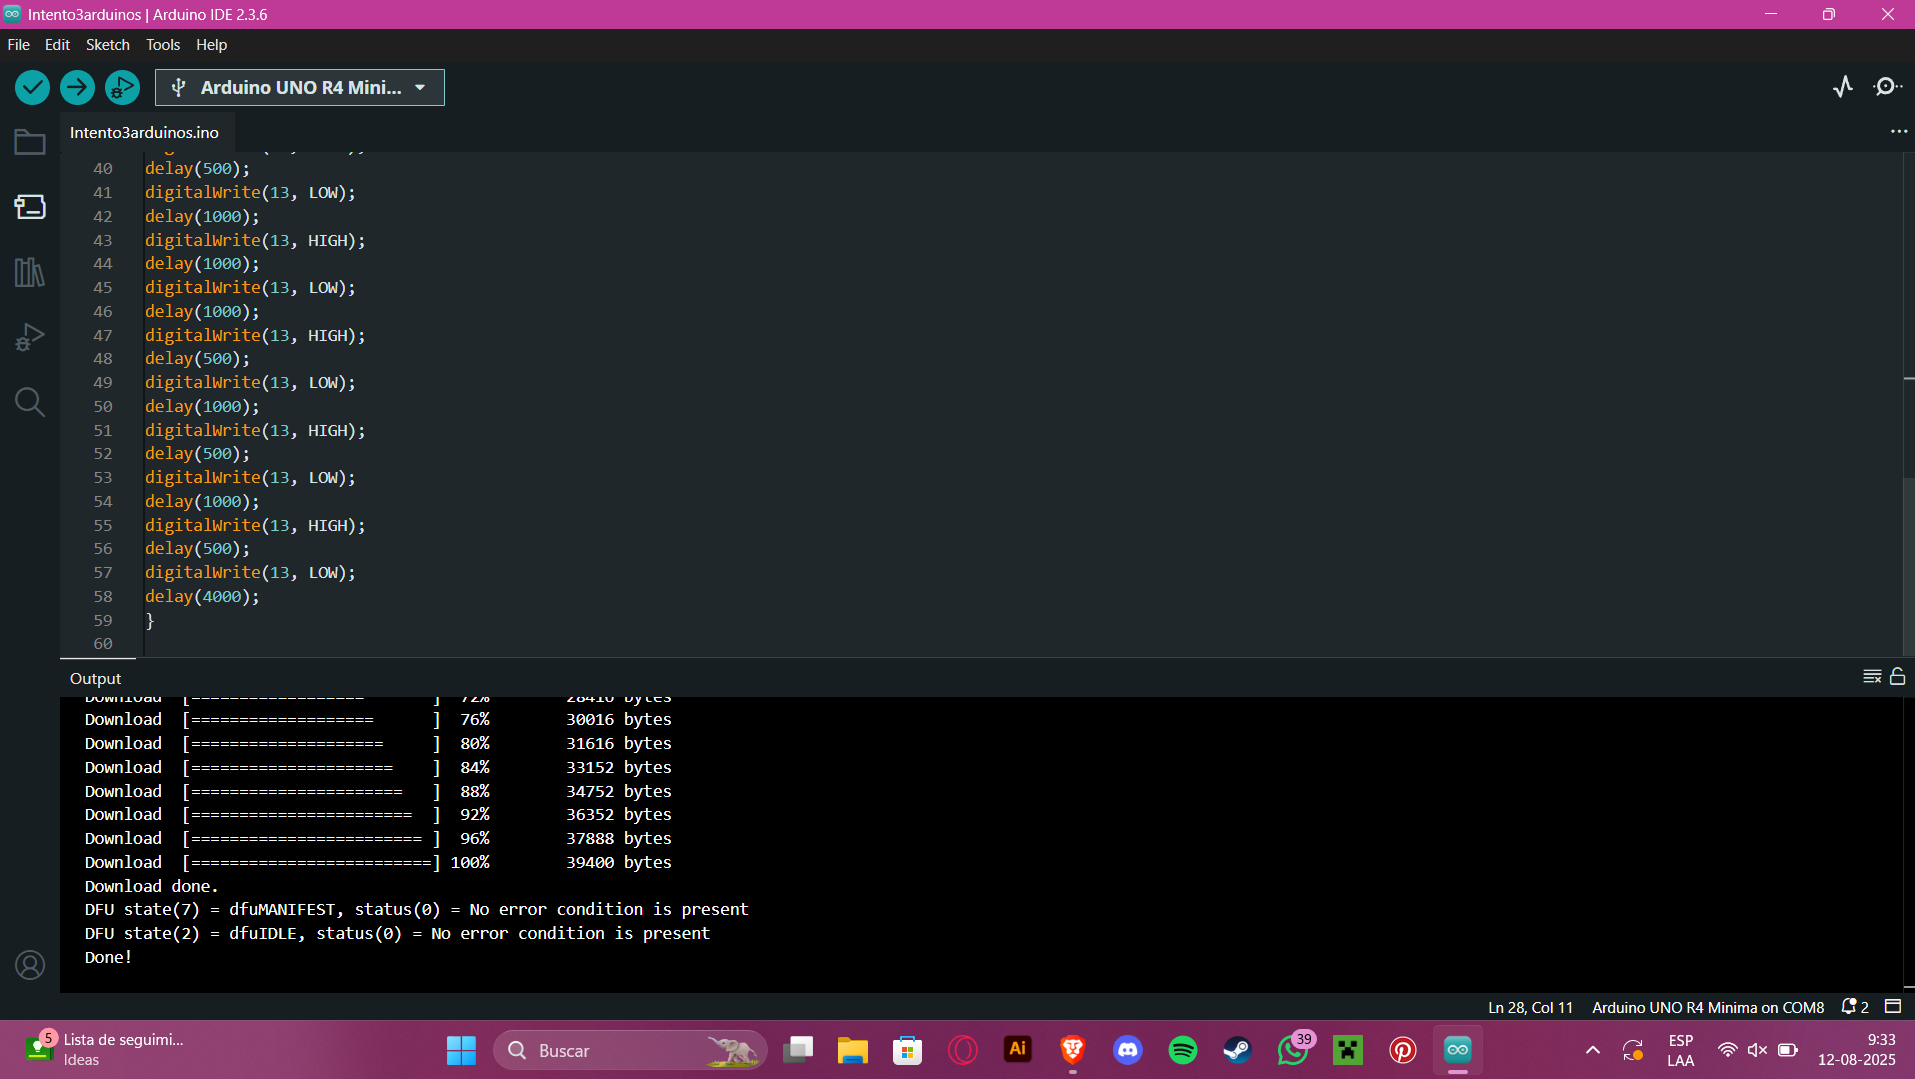 Intento3arduinos | Arduino IDE 2.3.6
File Edit Sketch Tools Help
Arduino UNO R4 Mini...
Intento3arduinos.ino
40 delay(500);
41 digitalWrite(13, LOW);
42 delay(1000);
43 digitalWrite(13, HIGH);
44 delay(1000);
45 digitalWrite(13, LOW);
46 delay(1000);
47 digitalWrite(13, HIGH);
48 delay(500);
49 digitalWrite(13, LOW);
50 delay(1000);
51 digitalWrite(13, HIGH);
52 delay(500);
53 digitalWrite(13, LOW);
54 delay(1000);
55 digitalWrite(13, HIGH);
56 delay(500);
57 digitalWrite(13, LOW);
58 delay(4000);
59 }
60
Output
Download [================== ] 72% 28416 bytes
Download [=================== ] 76% 30016 bytes
Download [==================== ] 80% 31616 bytes
Download [===================== ] 84% 33152 bytes
Download [====================== ] 88% 34752 bytes
Download [======================= ] 92% 36352 bytes
Download [======================== ] 96% 37888 bytes
Download [=========================] 100% 39400 bytes
Download done.
DFU state(7) = dfuMANIFEST, status(0) = No error condition is present
DFU state(2) = dfuIDLE, status(0) = No error condition is present
Done!
Ln 28, Col 11 Arduino UNO R4 Minima on COM8 2
5 Lista de seguimi...
Ideas
Buscar
Ai
39
ESP
LAA
9:33
12-08-2025